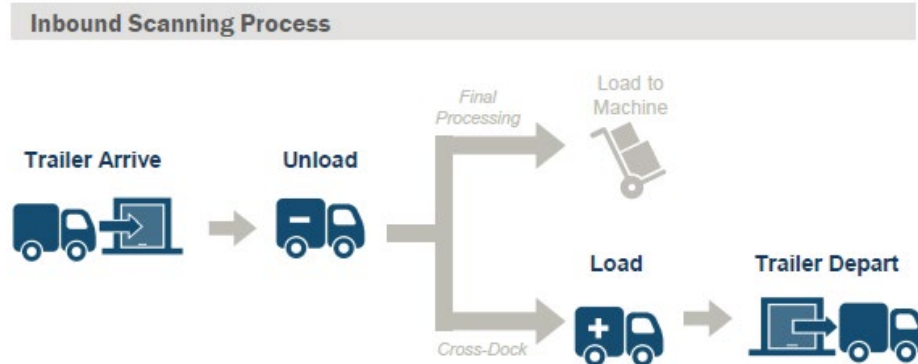 Inbound Scanning Process
Final
Processing
Load to
Machine
Trailer Arrive
Unload
Load
Trailer Depart
Cross-Dock